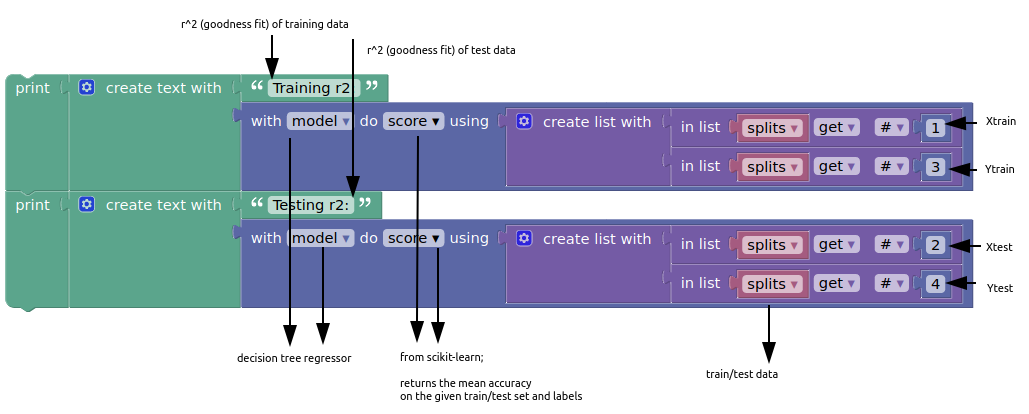 r^2 (goodness fit) of training data
r^2 (goodness fit) of test data
print create text with “ Training r2: ”
with model ▾ do score ▾ using create list with in list splits ▾ get ▾ # ▾ 1 Xtrain
in list splits ▾ get ▾ # ▾ 3 Ytrain
print create text with “ Testing r2: ”
with model ▾ do score ▾ using create list with in list splits ▾ get ▾ # ▾ 2 Xtest
in list splits ▾ get ▾ # ▾ 4 Ytest
decision tree regressor
from scikit-learn;
returns the mean accuracy
on the given train/test set and labels
train/test data